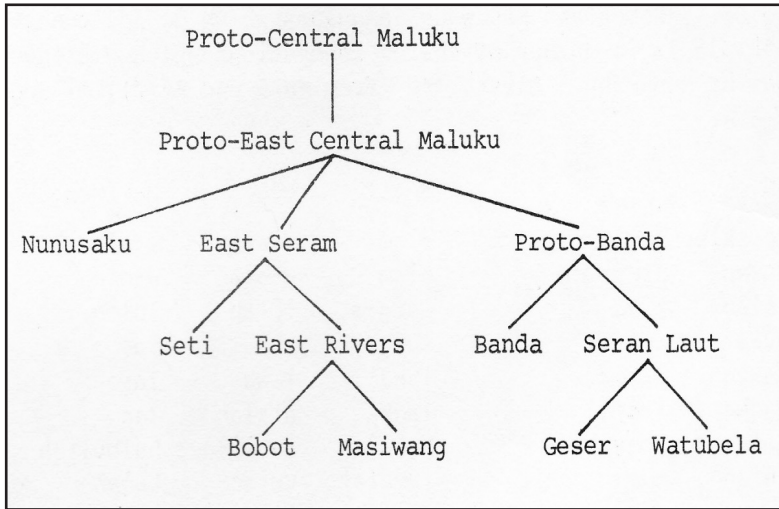 Proto-Central Maluku
Proto-East Central Maluku
Nunusaku East Seram Proto-Banda
Seti East Rivers Banda Seran Laut
Bobot Masiwang Geser Watubela